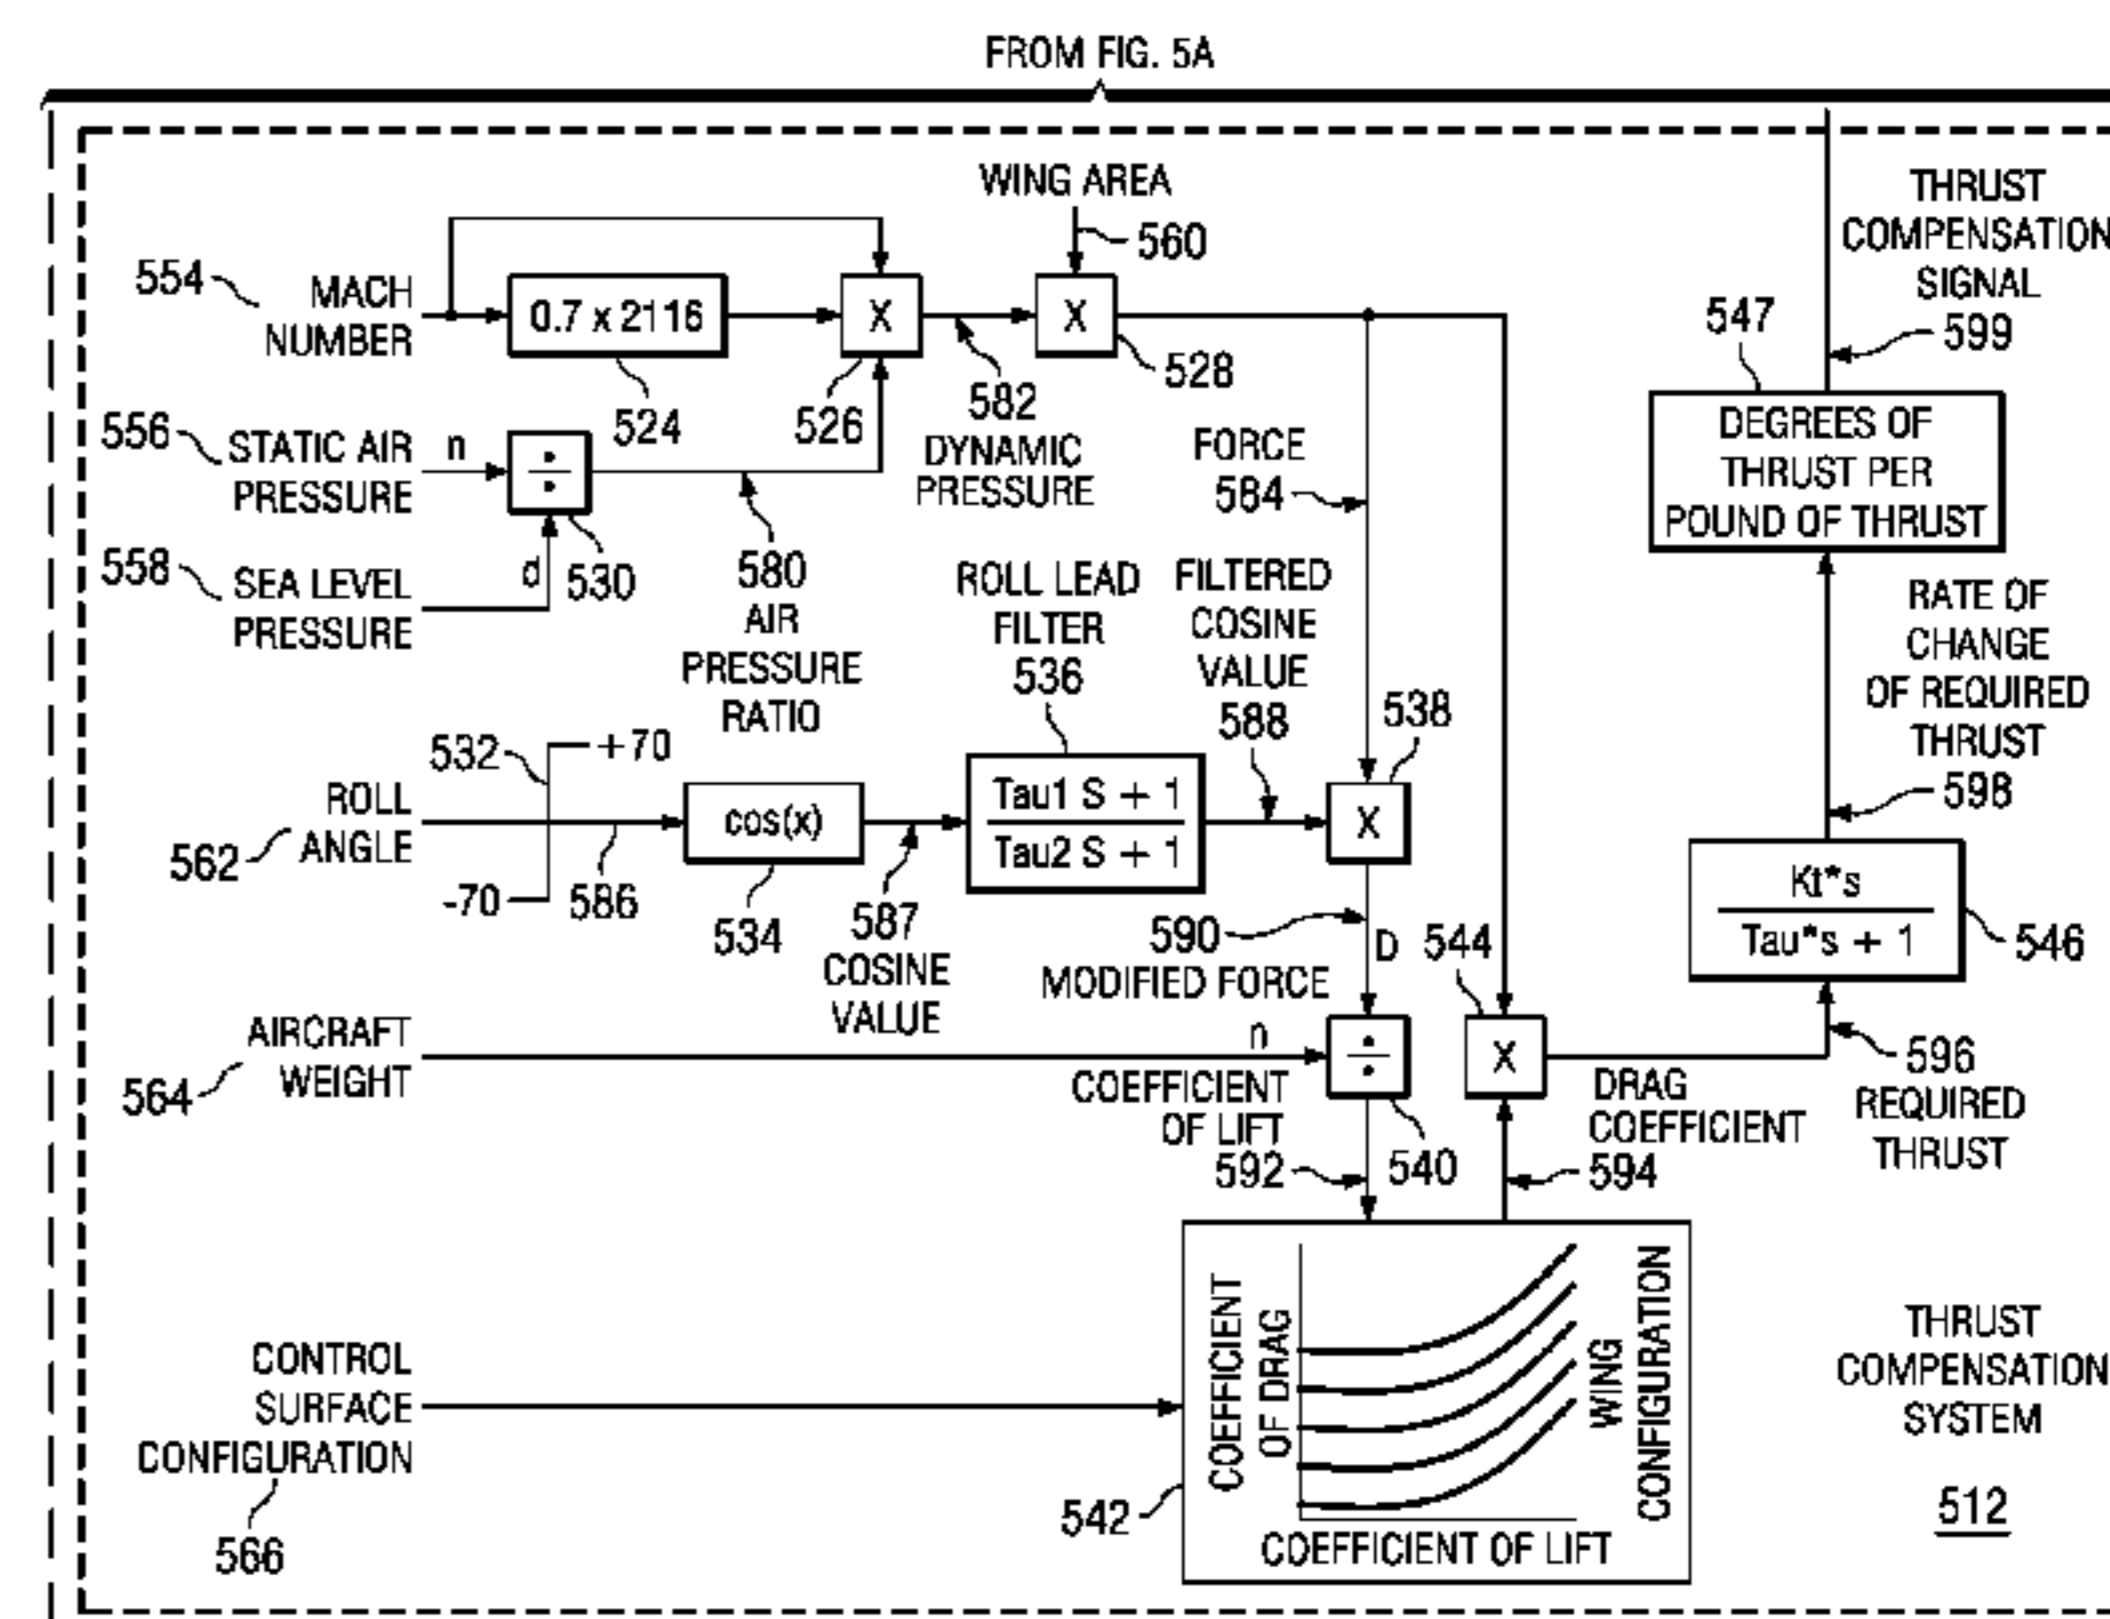 FROM FIG. 5A
WING AREA
560
554
MACH
NUMBER
0.7 x 2116
X
X
524
526
582
DYNAMIC
PRESSURE
528
THRUST
COMPENSATION
SIGNAL
599
547
DEGREES OF
THRUST PER
POUND OF THRUST
556
STATIC AIR
PRESSURE
n
÷
530
558
SEA LEVEL
PRESSURE
d
580
AIR
PRESSURE
RATIO
FORCE
584
ROLL LEAD
FILTER
536
FILTERED
COSINE
VALUE
588
538
RATE OF
CHANGE
OF REQUIRED
THRUST
598
532
+70
-70
ROLL
ANGLE
562
586
cos(x)
534
587
COSINE
VALUE
Tau1 S + 1
Tau2 S + 1
X
590
MODIFIED FORCE
D
544
Kt*s
Tau*s + 1
546
AIRCRAFT
WEIGHT
564
n
÷
X
COEFFICIENT
OF LIFT
592
540
DRAG
COEFFICIENT
594
596
REQUIRED
THRUST
CONTROL
SURFACE
CONFIGURATION
566
COEFFICIENT
OF DRAG
WING
CONFIGURATION
COEFFICIENT OF LIFT
542
THRUST
COMPENSATION
SYSTEM
512